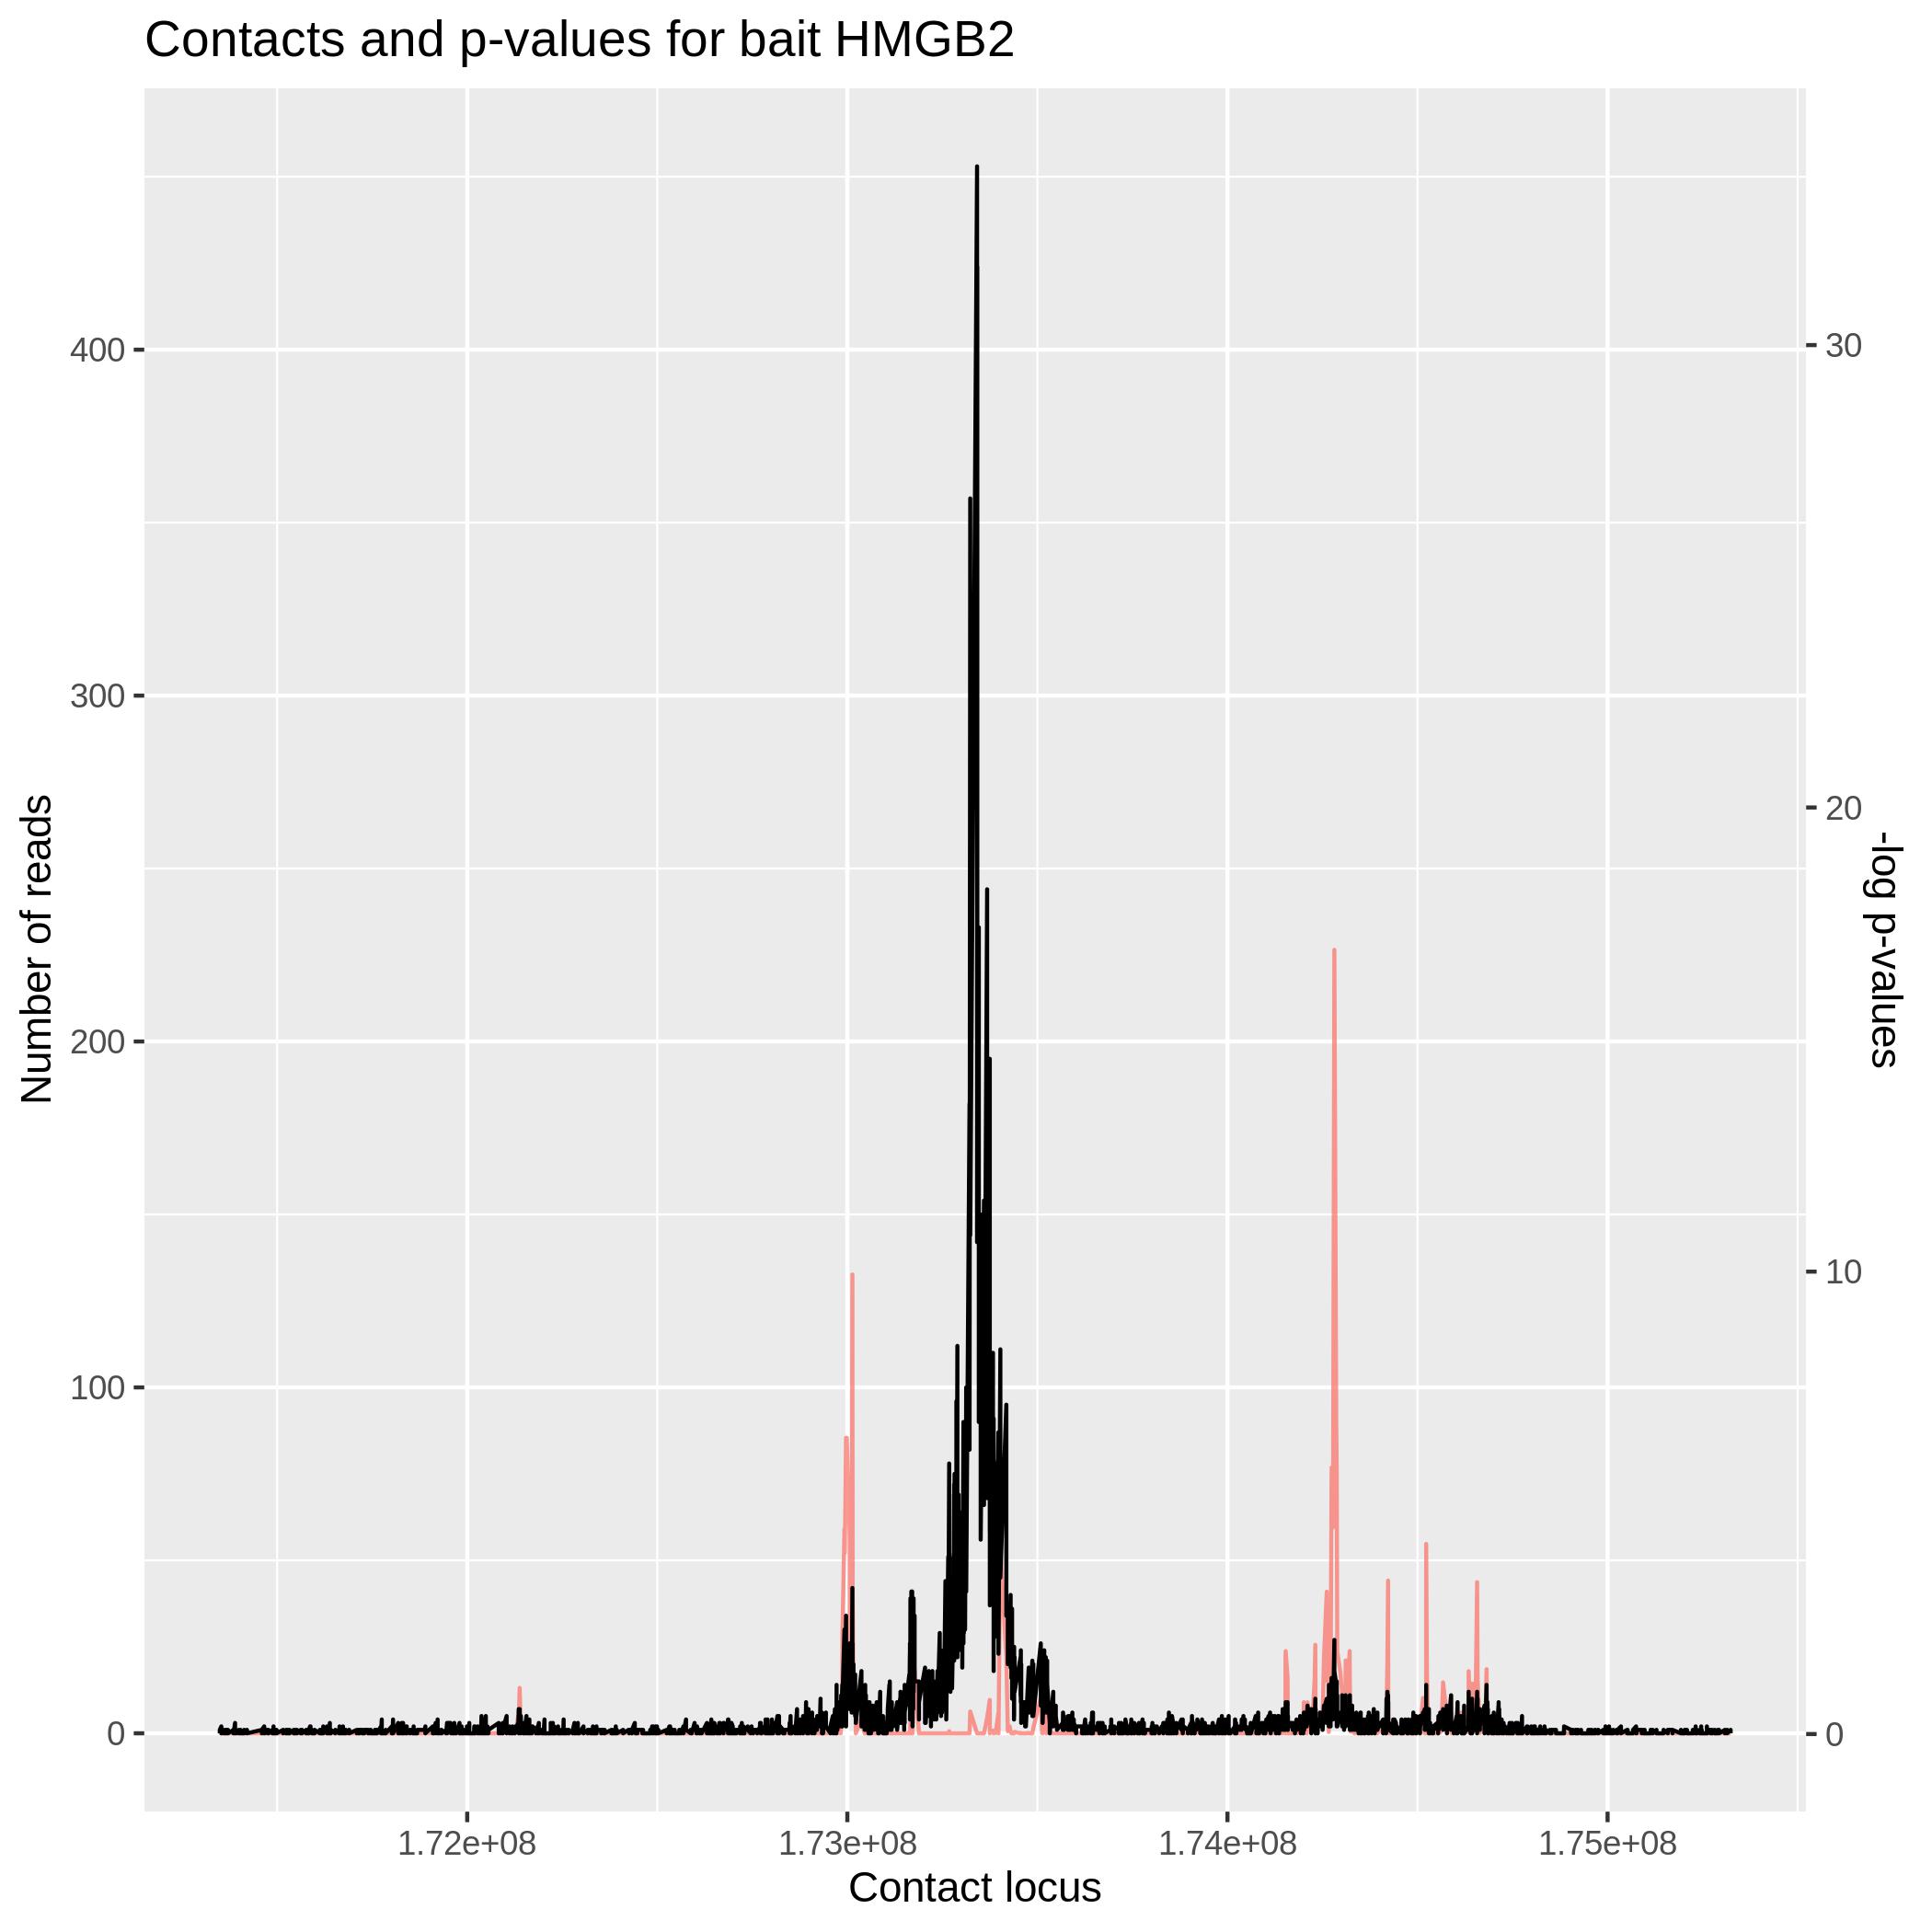 Contacts and p-values for bait HMGB2
400
300
200
100
0
Number of reads
30
20
10
0
-log p-values
1.72e+08
1.73e+08
1.74e+08
1.75e+08
Contact locus